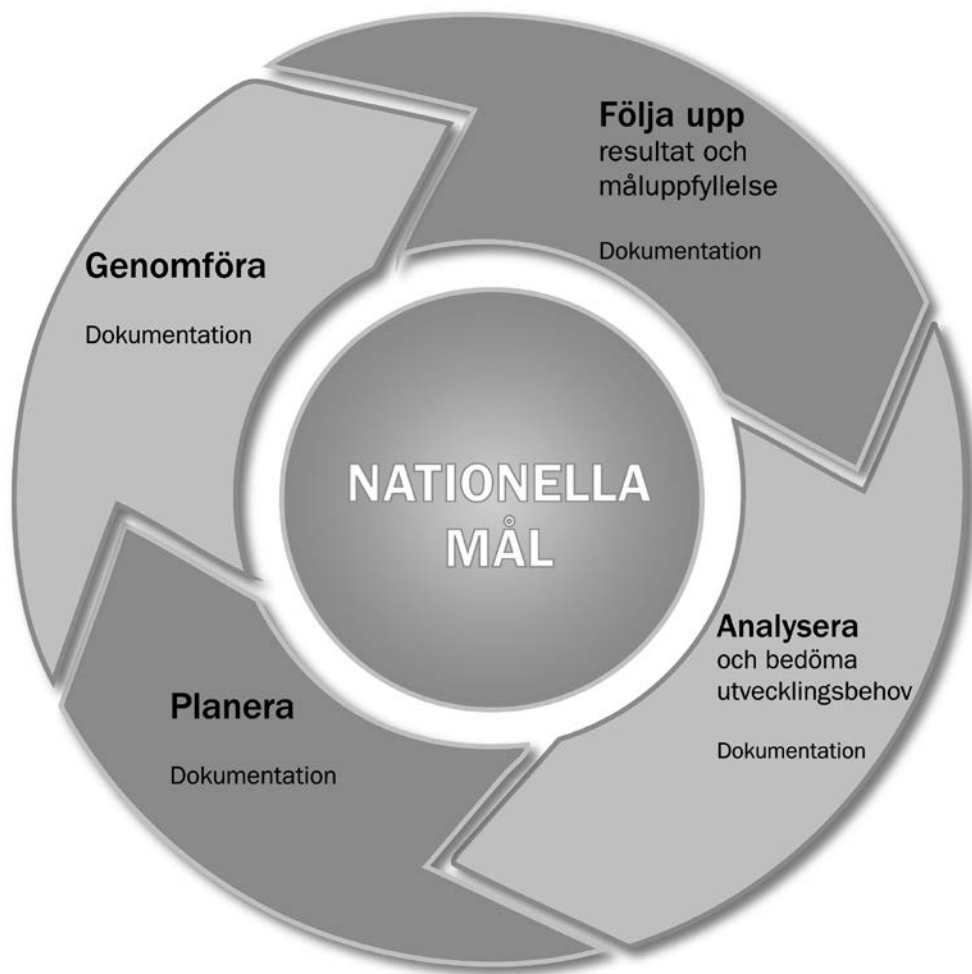 Följa upp
resultat och
måluppfyllelse
Dokumentation
Genomföra
Dokumentation
NATIONELLA
MÅL
Analysera
och bedöma
utvecklingsbehov
Dokumentation
Planera
Dokumentation